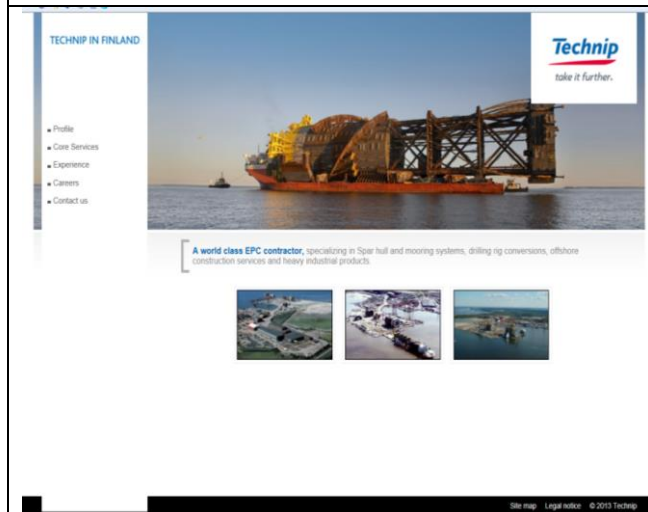 TECHNIP IN FINLAND
Technip
take it further.
Profile
Core Services
Experience
Careers
Contact us
A world class EPC contractor, specializing in Spar hull and mooring systems, drilling rig conversions, offshore
construction services and heavy industrial products.
Site map Legal notice © 2013 Technip